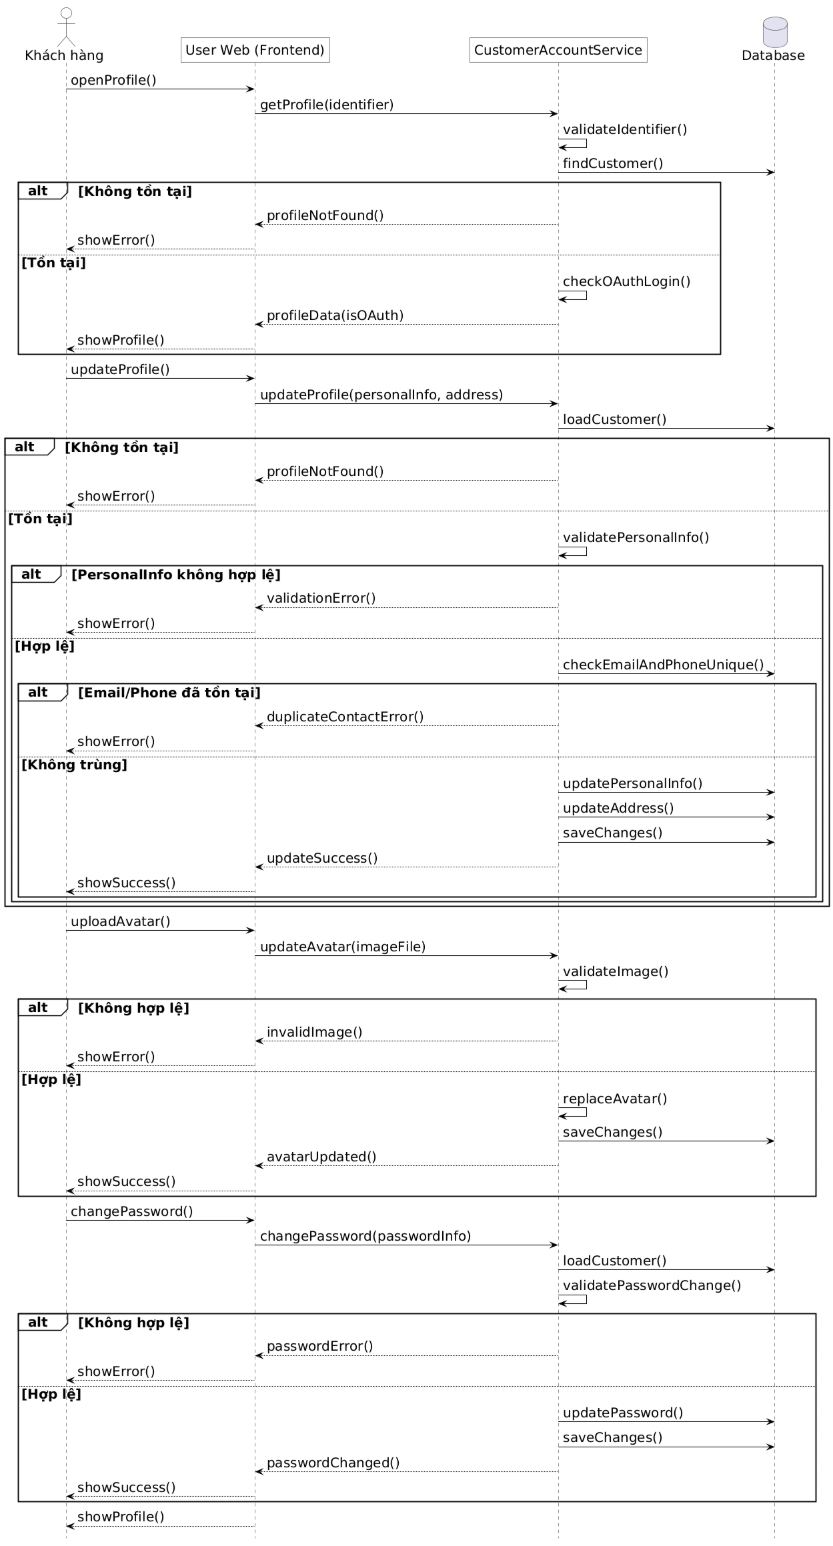 Khách hàng
User Web (Frontend)
CustomerAccountService
Database
openProfile()
getProfile(identifier)
validateIdentifier()
findCustomer()
alt [Không tồn tại]
profileNotFound()
showError()
[Tồn tại]
checkOAuthLogin()
profileData(isOAuth)
showProfile()
updateProfile()
updateProfile(personalInfo, address)
loadCustomer()
alt [Không tồn tại]
profileNotFound()
showError()
[Tồn tại]
validatePersonalInfo()
alt [PersonalInfo không hợp lệ]
validationError()
showError()
[Hợp lệ]
checkEmailAndPhoneUnique()
alt [Email/Phone đã tồn tại]
duplicateContactError()
showError()
[Không trùng]
updatePersonalInfo()
updateAddress()
saveChanges()
updateSuccess()
showSuccess()
uploadAvatar()
updateAvatar(imageFile)
validateImage()
alt [Không hợp lệ]
invalidImage()
showError()
[Hợp lệ]
replaceAvatar()
saveChanges()
avatarUpdated()
showSuccess()
changePassword()
changePassword(passwordInfo)
loadCustomer()
validatePasswordChange()
alt [Không hợp lệ]
passwordError()
showError()
[Hợp lệ]
updatePassword()
saveChanges()
passwordChanged()
showSuccess()
showProfile()